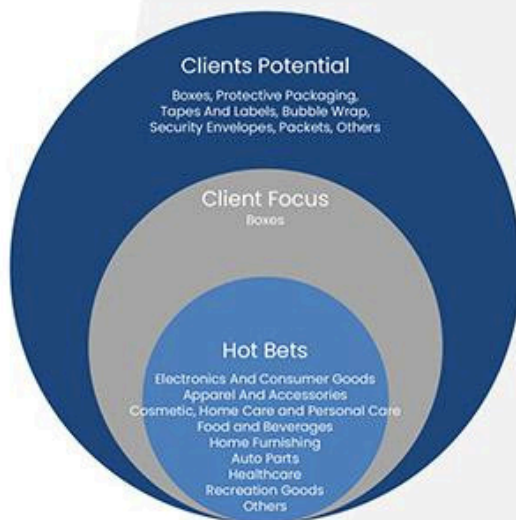 Clients Potential
Boxes, Protective Packaging,
Tapes And Labels, Bubble Wrap,
Security Envelopes, Packets, Others
Client Focus
Boxes
Hot Bets
Electronics And Consumer Goods
Apparel And Accessories
Cosmetic, Home Care and Personal Care
Food and Beverages
Home Furnishing
Auto Parts
Healthcare
Recreation Goods
Others